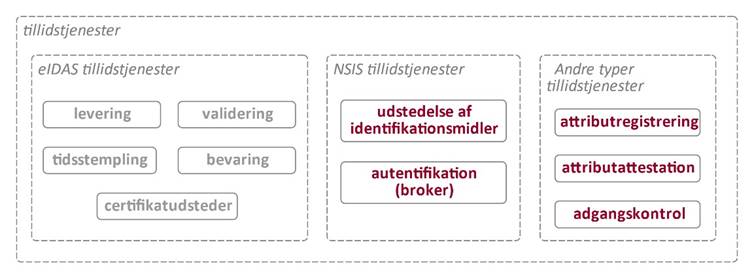 tillidstjenester
eIDAS tillidstjenester
levering
validering
tidsstempling
bevaring
certifikatudsteder
NSIS tillidstjenester
udstedelse af
identifikationsmidler
autentifikation
(broker)
Andre typer
tillidstjenester
attributregistrering
attributattestation
adgangskontrol